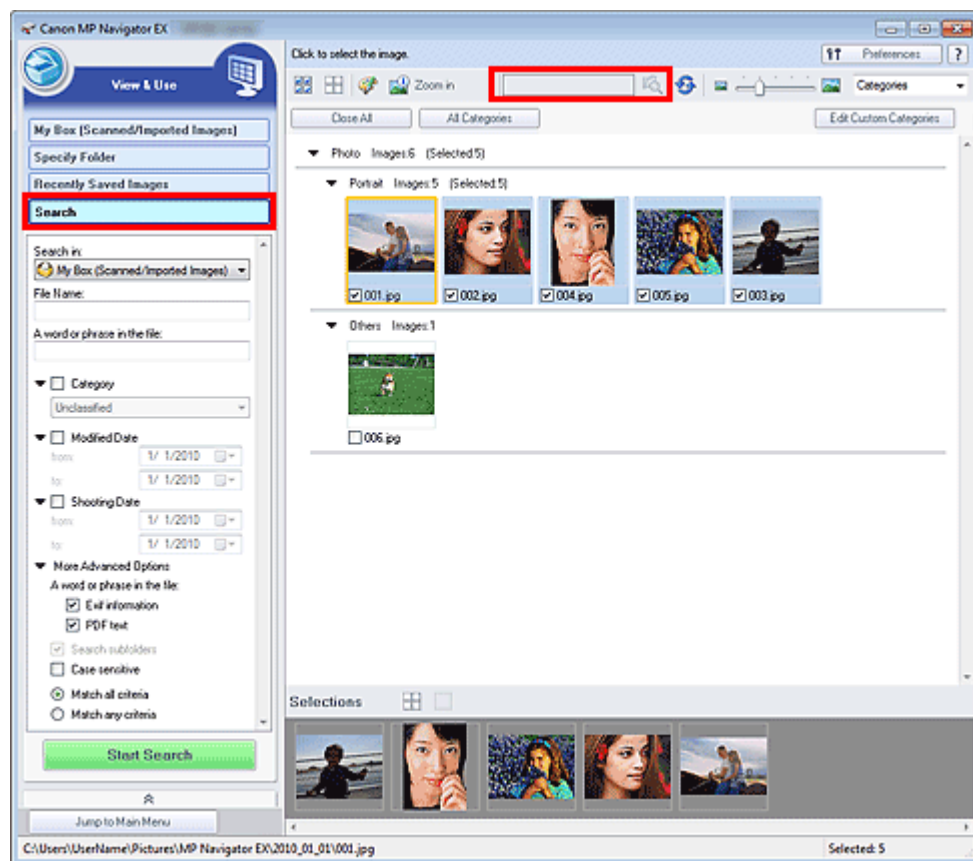 Canon MP Navigator EX
View & Use
My Box (Scanned/Imported Images)
Specify Folder
Recently Saved Images
Search
Search in:
My Box (Scanned/Imported Images)
File Name:
A word or phrase in the file:
Category
Unclassified
Modified Date
from: 1/ 1/2010
to: 1/ 1/2010
Shooting Date
from: 1/ 1/2010
to: 1/ 1/2010
More Advanced Options
A word or phrase in the file:
Exif information
PDF text
Search subfolders
Case sensitive
Match all criteria
Match any criteria
Start Search
Jump to Main Menu
Click to select the image.
Preferences ?
Zoom in
Categories
Close All All Categories Edit Custom Categories
Photo Images:6 (Selected:5)
Portrait Images:5 (Selected:5)
001.jpg 002.jpg 004.jpg 005.jpg 003.jpg
Others Images:1
006.jpg
Selections
C:\Users\UserName\Pictures\MP Navigator EX\2010_01_01\001.jpg Selected: 5